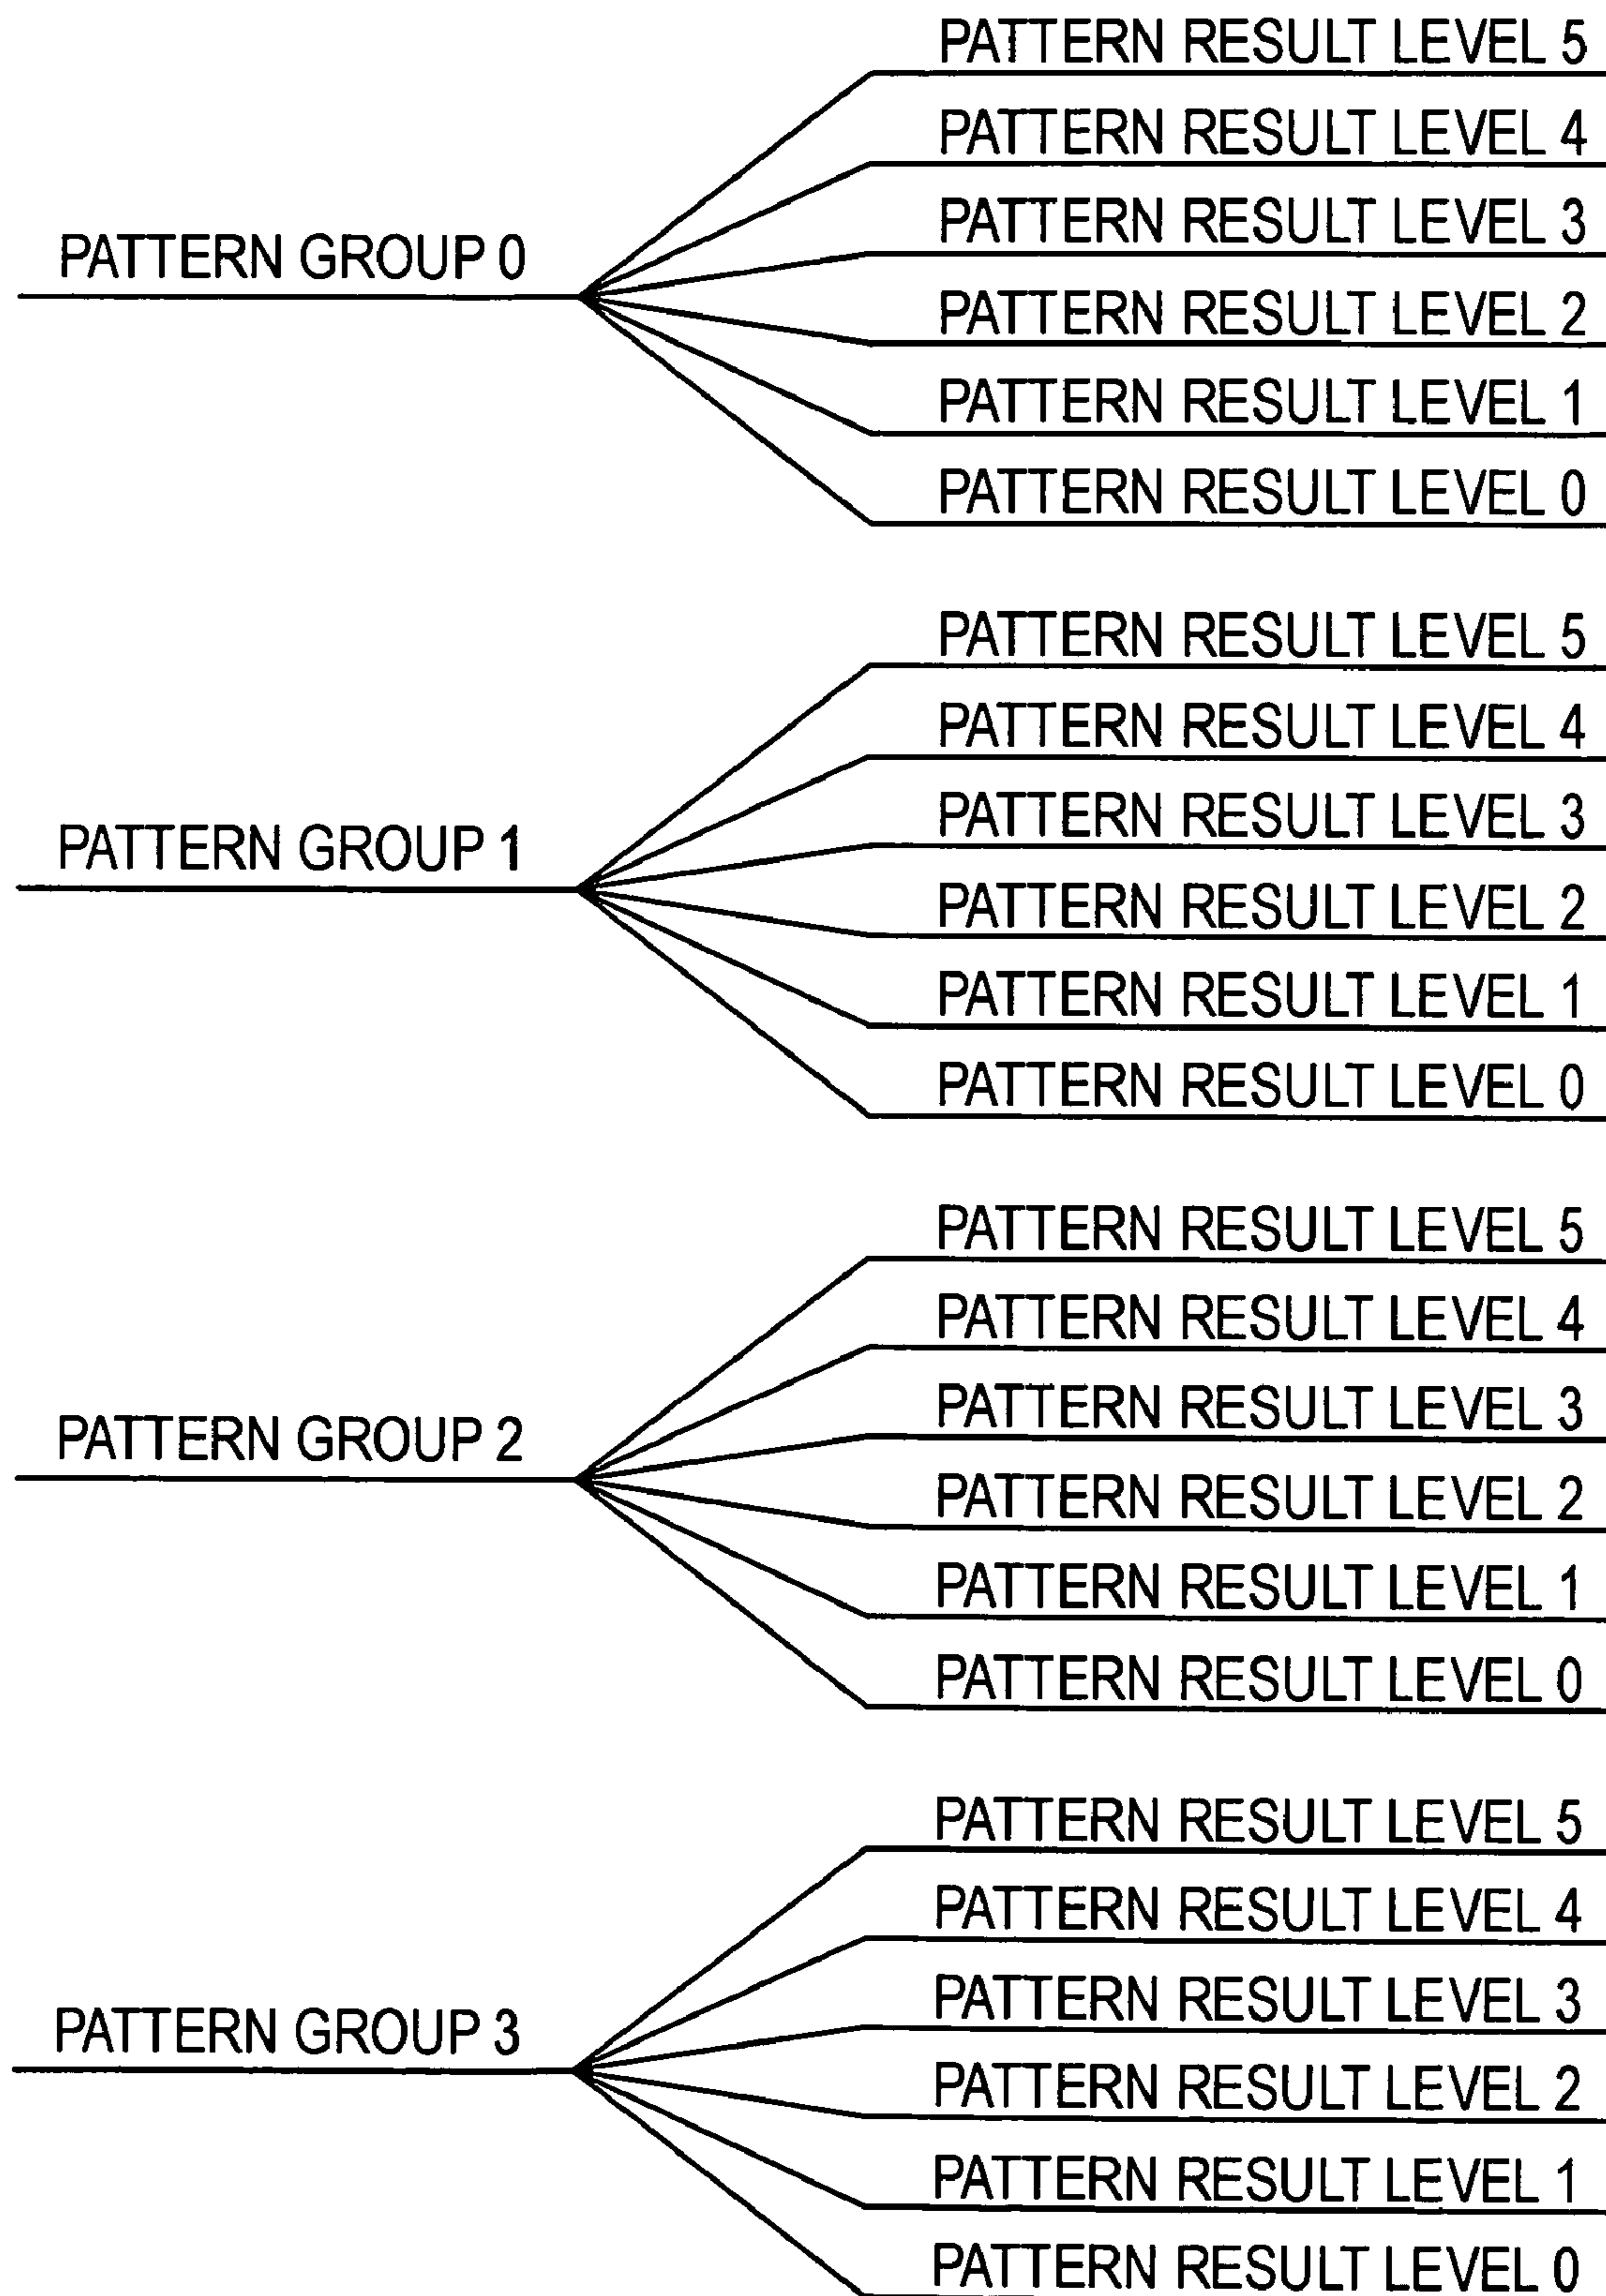 PATTERN RESULT LEVEL 5
PATTERN RESULT LEVEL 4
PATTERN RESULT LEVEL 3
PATTERN GROUP 0
PATTERN RESULT LEVEL 2
PATTERN RESULT LEVEL 1
PATTERN RESULT LEVEL 0
PATTERN RESULT LEVEL 5
PATTERN RESULT LEVEL 4
PATTERN RESULT LEVEL 3
PATTERN GROUP 1
PATTERN RESULT LEVEL 2
PATTERN RESULT LEVEL 1
PATTERN RESULT LEVEL 0
PATTERN RESULT LEVEL 5
PATTERN RESULT LEVEL 4
PATTERN RESULT LEVEL 3
PATTERN GROUP 2
PATTERN RESULT LEVEL 2
PATTERN RESULT LEVEL 1
PATTERN RESULT LEVEL 0
PATTERN RESULT LEVEL 5
PATTERN RESULT LEVEL 4
PATTERN RESULT LEVEL 3
PATTERN GROUP 3
PATTERN RESULT LEVEL 2
PATTERN RESULT LEVEL 1
PATTERN RESULT LEVEL 0